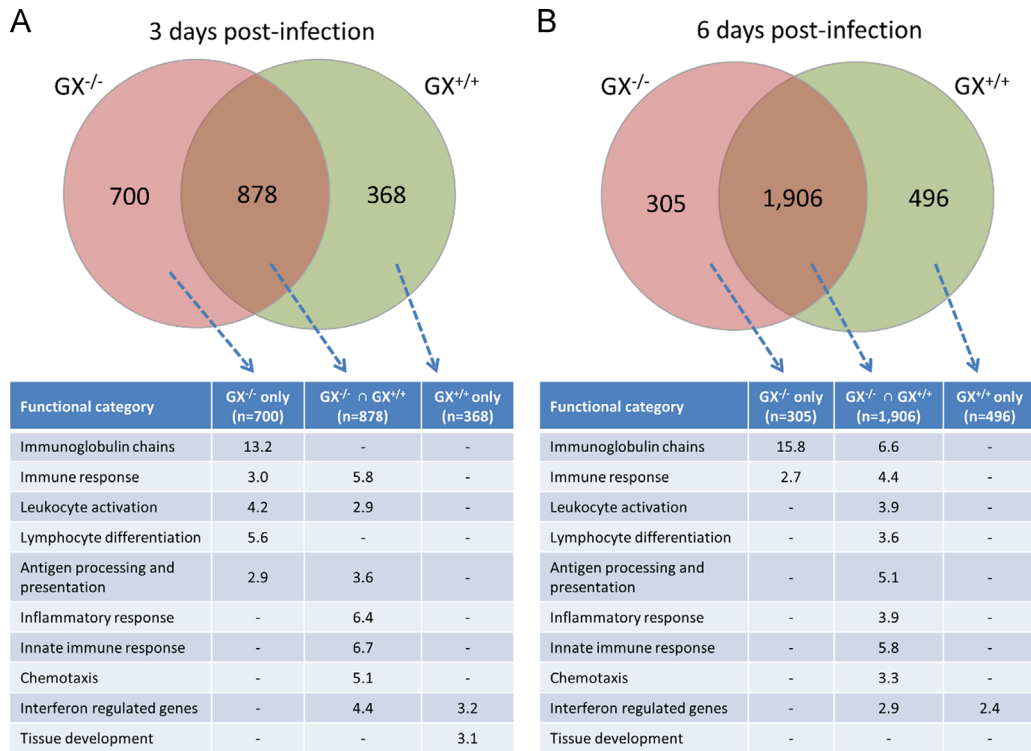 A
3 days post-infection
GX-/-
GX+/+
700
878
368
Functional category
GX-/- only (n=700)
GX-/- ∩ GX+/+ (n=878)
GX+/+ only (n=368)
Immunoglobulin chains 13.2 - -
Immune response 3.0 5.8 -
Leukocyte activation 4.2 2.9 -
Lymphocyte differentiation 5.6 - -
Antigen processing and presentation 2.9 3.6 -
Inflammatory response - 6.4 -
Innate immune response - 6.7 -
Chemotaxis - 5.1 -
Interferon regulated genes - 4.4 3.2
Tissue development - - 3.1
B
6 days post-infection
GX-/-
GX+/+
305
1,906
496
Functional category
GX-/- only (n=305)
GX-/- ∩ GX+/+ (n=1,906)
GX+/+ only (n=496)
Immunoglobulin chains 15.8 6.6 -
Immune response 2.7 4.4 -
Leukocyte activation - 3.9 -
Lymphocyte differentiation - 3.6 -
Antigen processing and presentation - 5.1 -
Inflammatory response - 3.9 -
Innate immune response - 5.8 -
Chemotaxis - 3.3 -
Interferon regulated genes - 2.9 2.4
Tissue development - - -